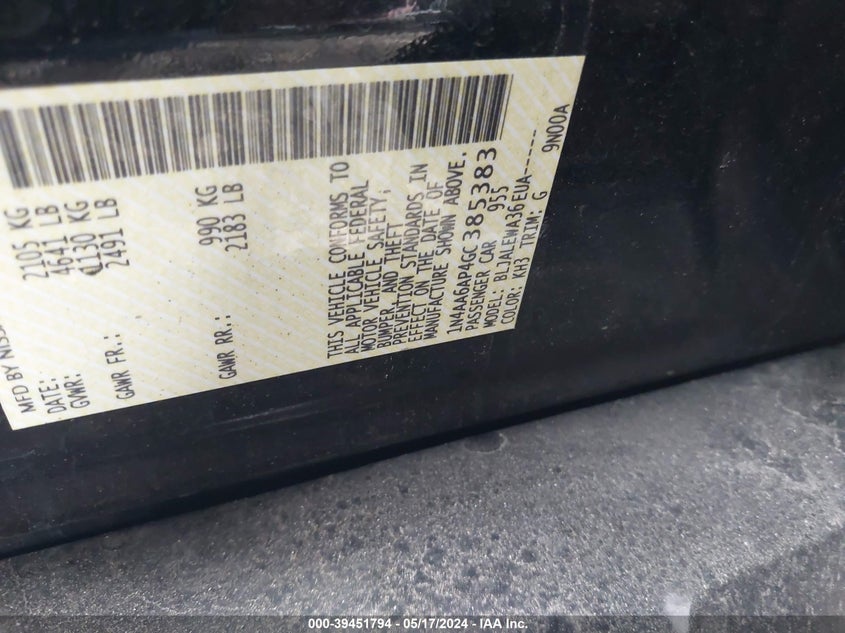 MFD BY NISS
DATE:
GVWR: 2105 KG
4641 LB
GAWR FR.: 1130 KG
2491 LB
GAWR RR.: 990 KG
2183 LB
THIS VEHICLE CONFORMS TO
ALL APPLICABLE FEDERAL
MOTOR VEHICLE SAFETY,
BUMPER, AND THEFT
PREVENTION STANDARDS IN
EFFECT ON THE DATE OF
MANUFACTURE SHOWN ABOVE.
1N4AA6AP4GC385383
PASSENGER CAR 955
MODEL: BLJALEWA36EUA------
COLOR: KH3 TRIM: G 9N00A
000-39451794 - 05/17/2024 - IAA Inc.